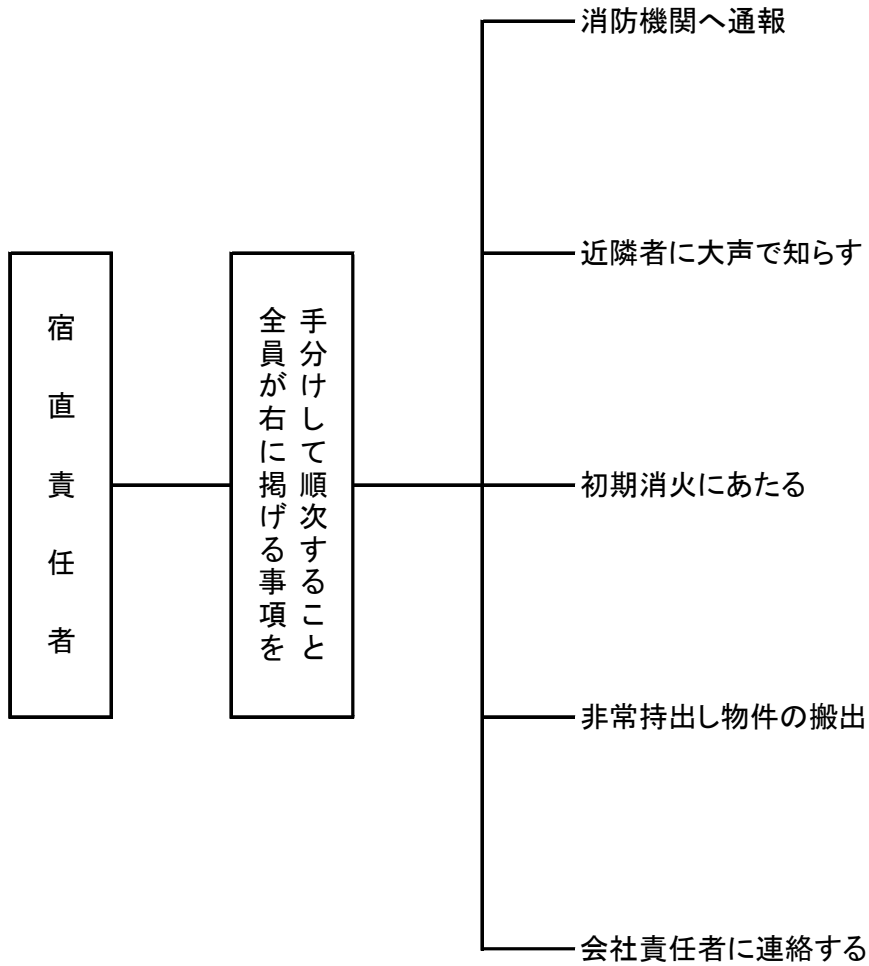 宿直責任者
全員が右に掲げる事項を
手分けして順次すること
消防機関へ通報
近隣者に大声で知らす
初期消火にあたる
非常持出し物件の搬出
会社責任者に連絡する